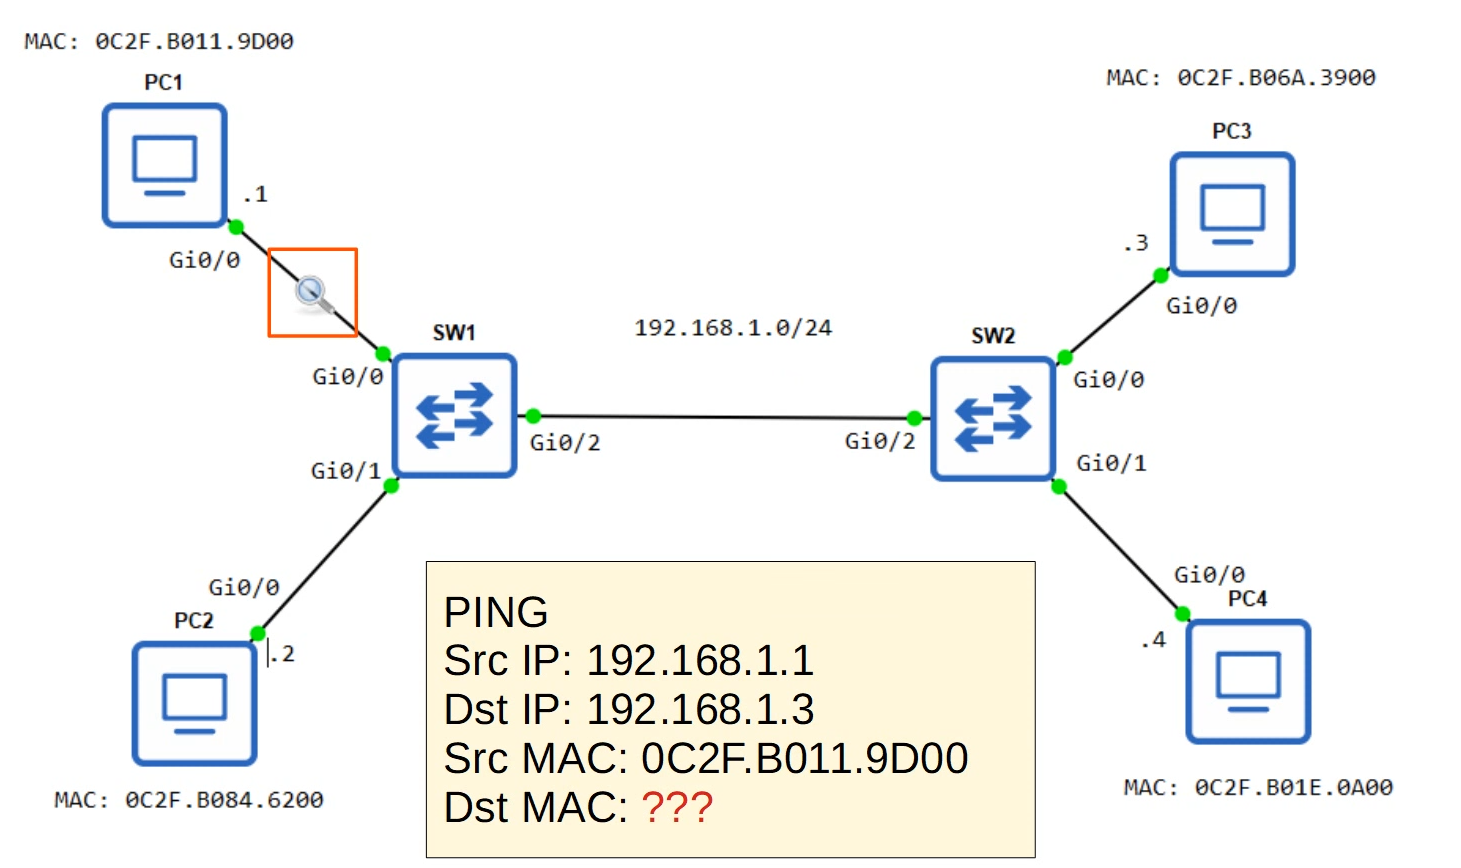 MAC: 0C2F.B011.9D00
PC1
.1
Gi0/0
MAC: 0C2F.B06A.3900
PC3
.3
Gi0/0
SW1
Gi0/0
192.168.1.0/24
SW2
Gi0/0
Gi0/2
Gi0/2
Gi0/1
Gi0/1
Gi0/0
PC2
.2
MAC: 0C2F.B084.6200
Gi0/0
PC4
.4
MAC: 0C2F.B01E.0A00
PING
Src IP: 192.168.1.1
Dst IP: 192.168.1.3
Src MAC: 0C2F.B011.9D00
Dst MAC: ???